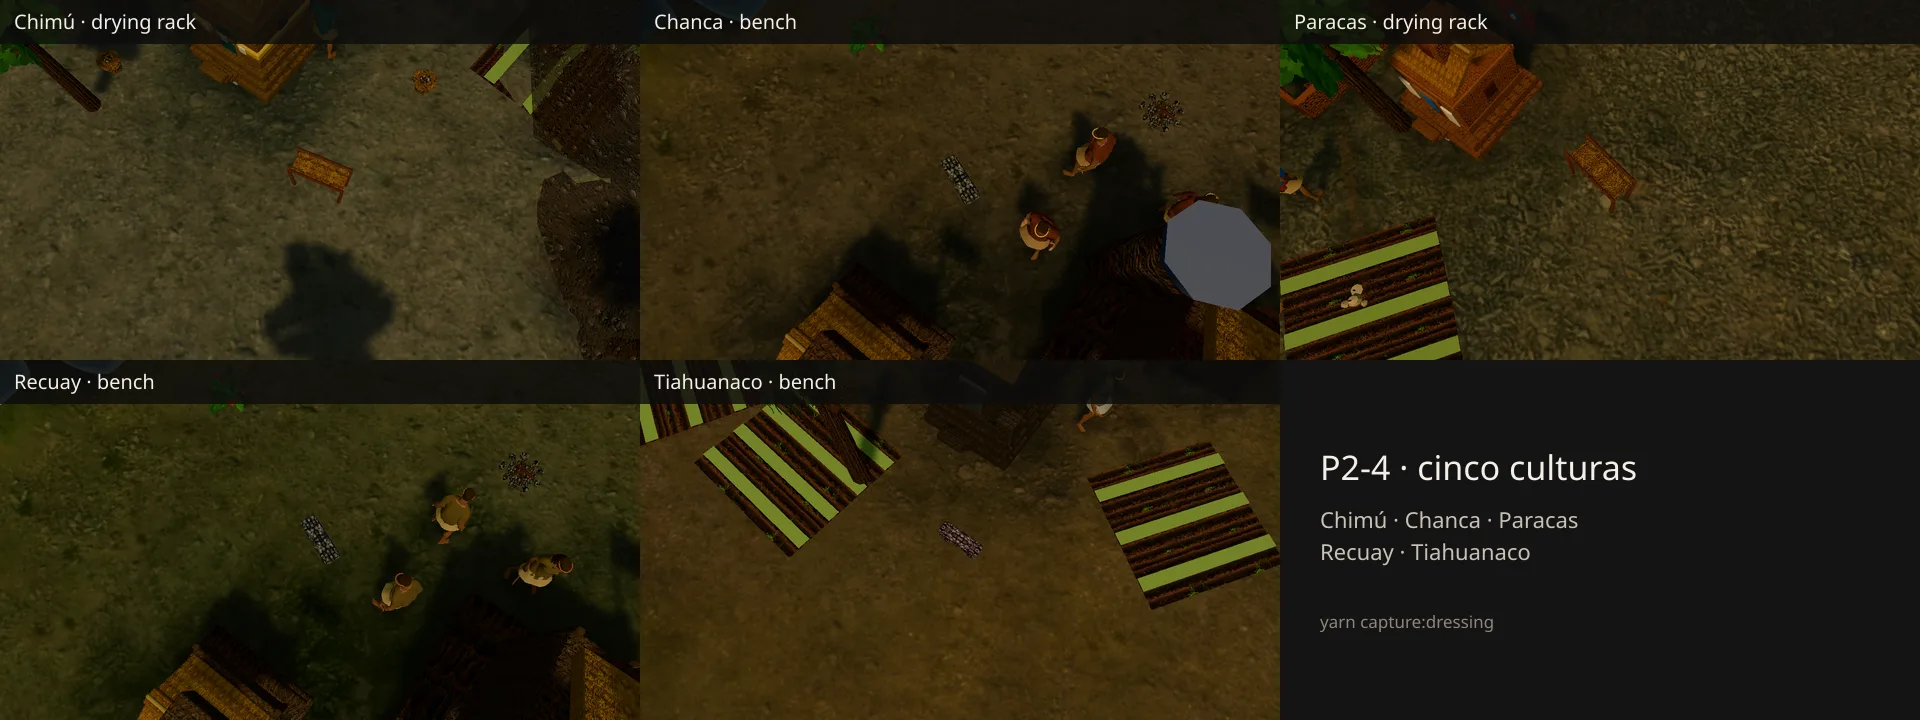 Chimú · drying rack
Chanca · bench
Paracas · drying rack
Recuay · bench
Tiahuanaco · bench
P2-4 · cinco culturas
Chimú · Chanca · Paracas
Recuay · Tiahuanaco
yarn capture:dressing